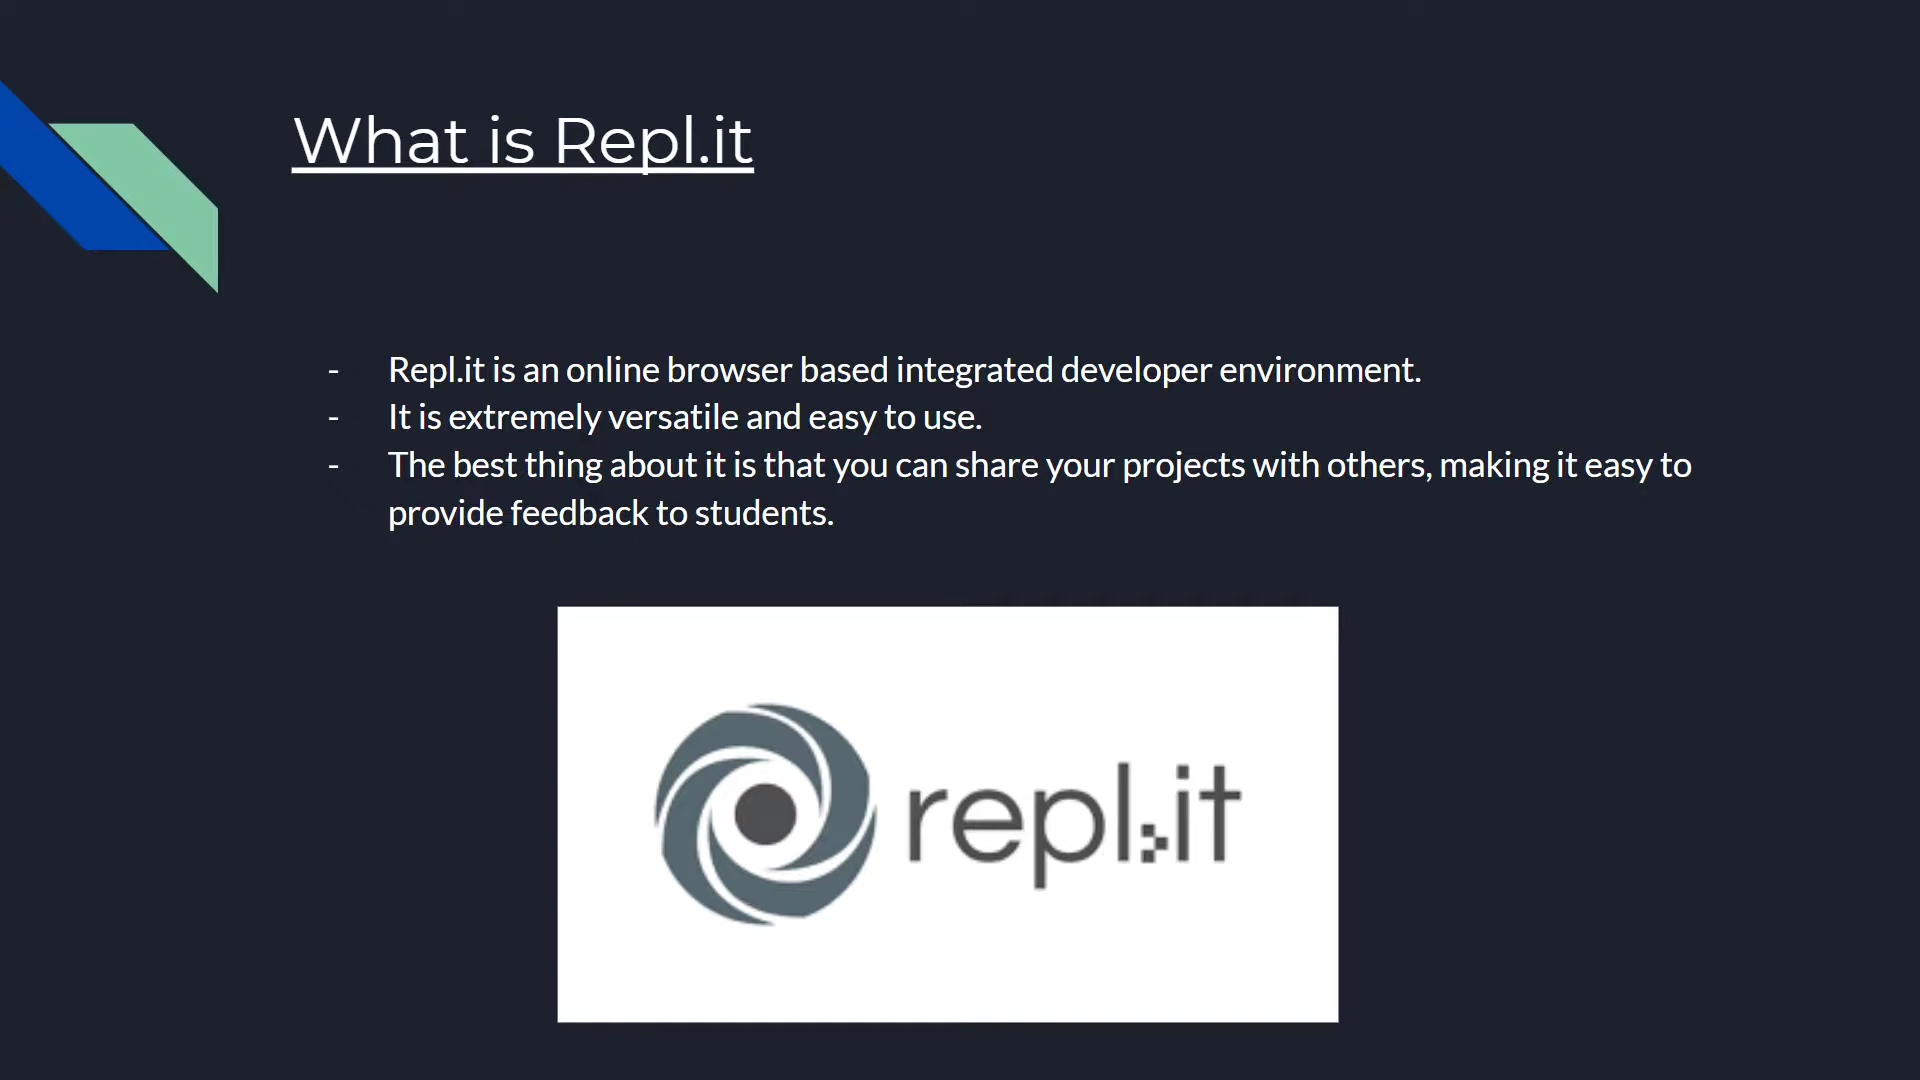 What is Repl.it
- Repl.it is an online browser based integrated developer environment.
- It is extremely versatile and easy to use.
- The best thing about it is that you can share your projects with others, making it easy to
provide feedback to students.
repl.it